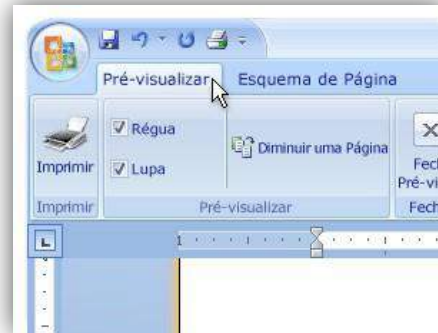 Pré-visualizar Esquema de Página
Régua
Diminuir uma Página
Imprimir
Lupa
Imprimir Pré-visualizar